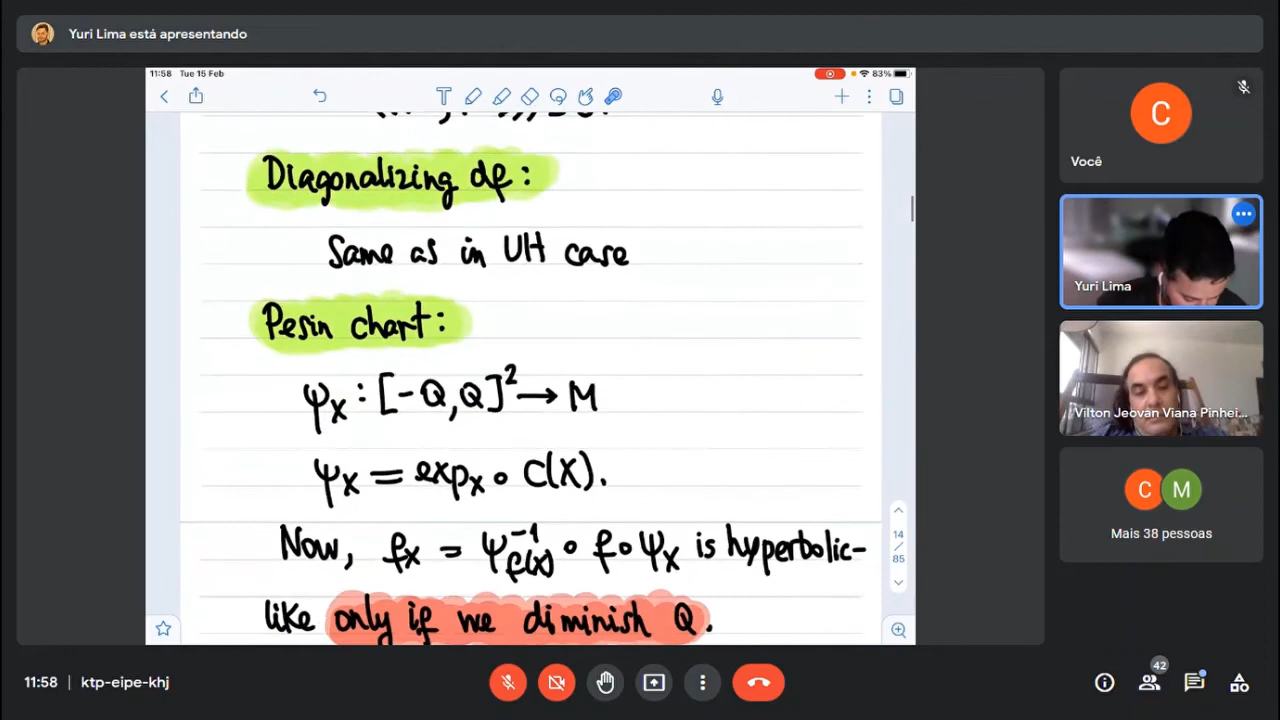 Yuri Lima está apresentando
11:58 Tue 15 Feb
83%
Diagonalizing df:
Same as in UH case
Pesin chart:
Ψx : [-Q,Q]² → M
Ψx = expx ∘ C(x).
Now, fx = Ψf(x)⁻¹ ∘ f ∘ Ψx is hyperbolic-
like only if we diminish Q.
14
/
85
C
Você
Yuri Lima
Vilton Jeovan Viana Pinhei...
C M
Mais 38 pessoas
11:58 | ktp-eipe-khj
42